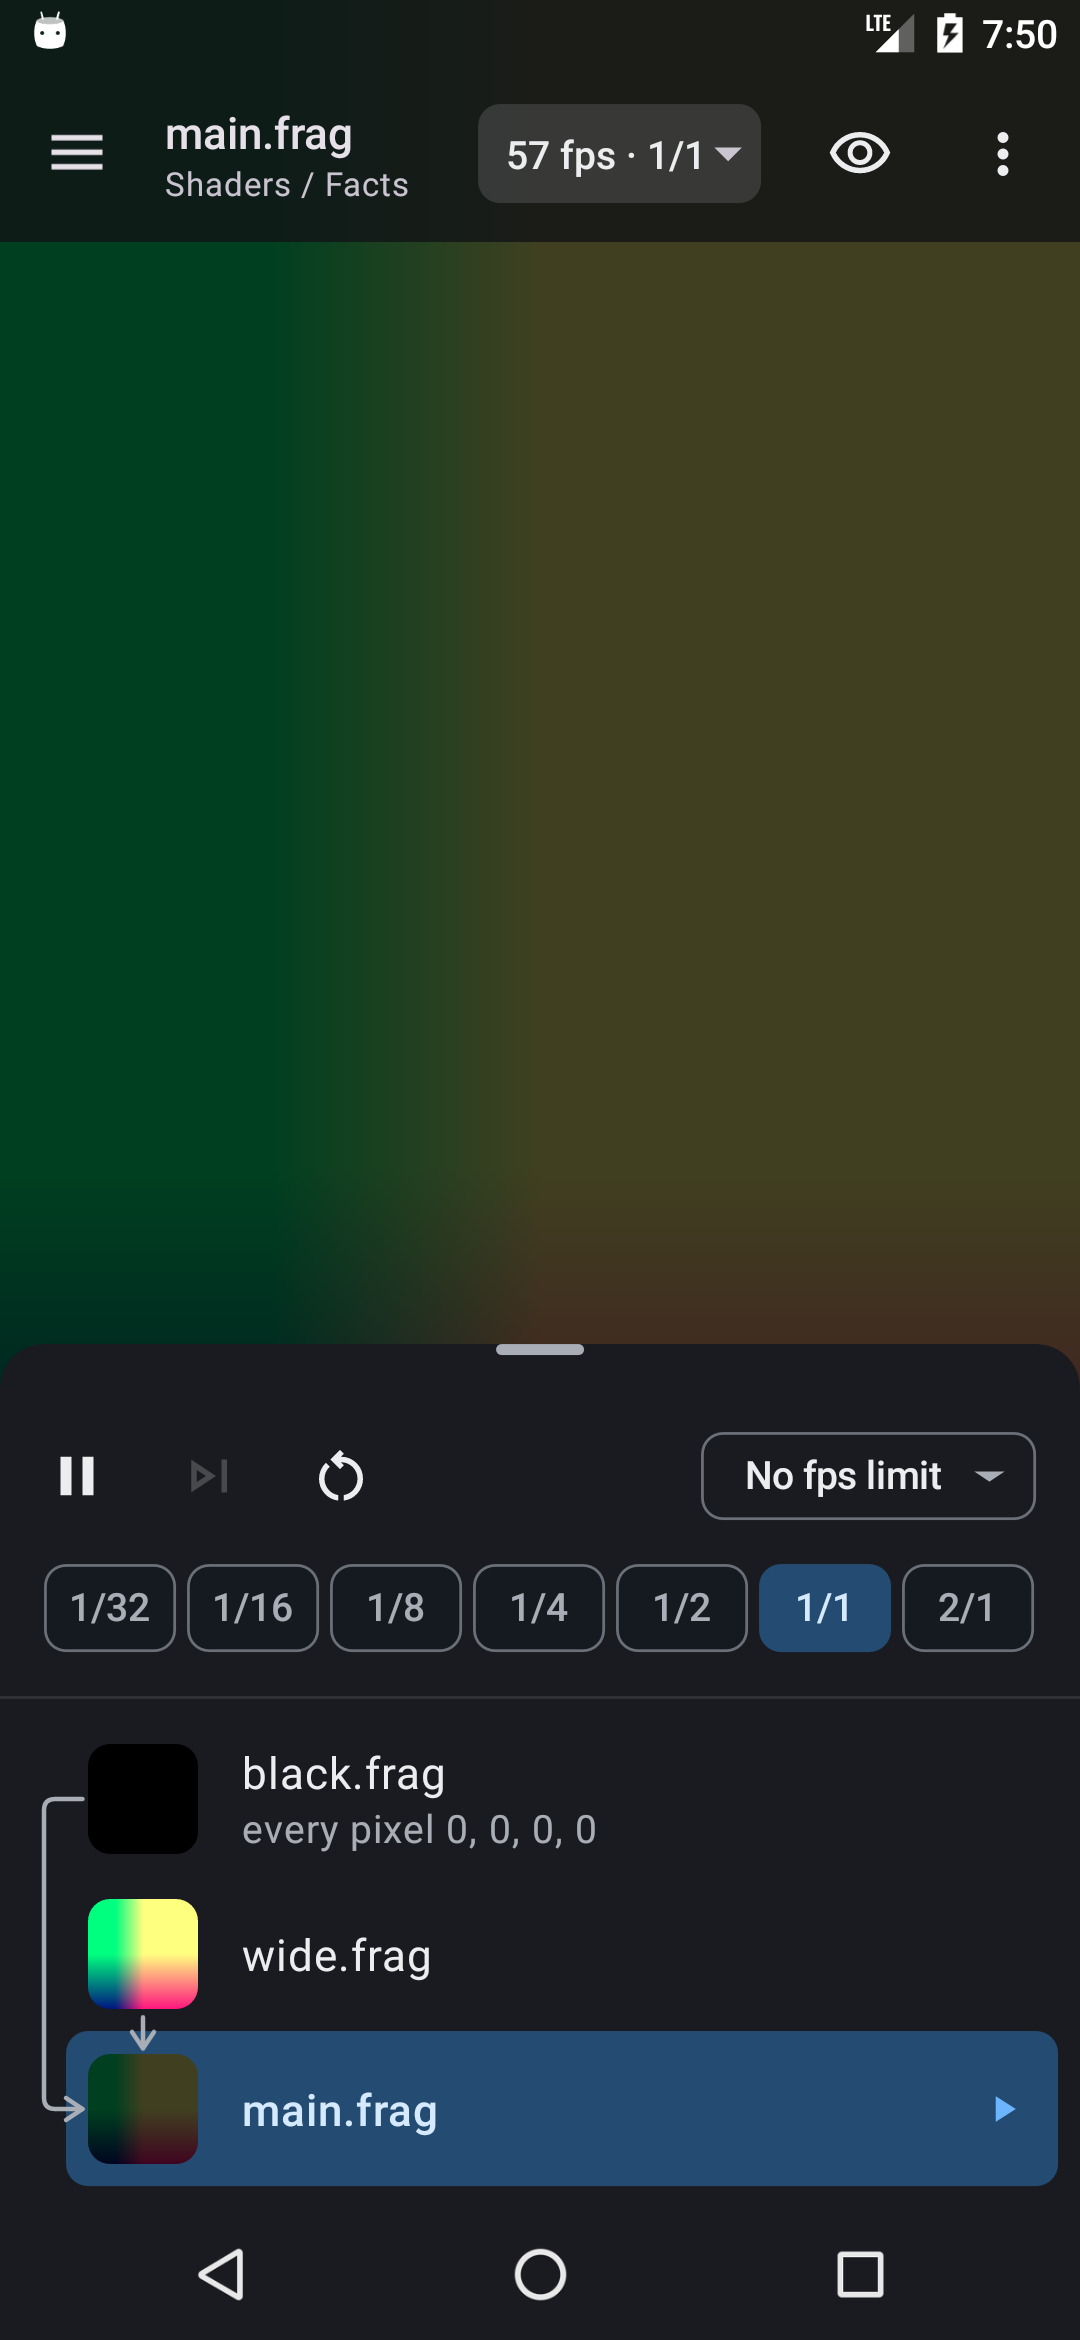 LTE 7:50
main.frag
Shaders / Facts
57 fps · 1/1
No fps limit
1/32 1/16 1/8 1/4 1/2 1/1 2/1
black.frag
every pixel 0, 0, 0, 0
wide.frag
main.frag